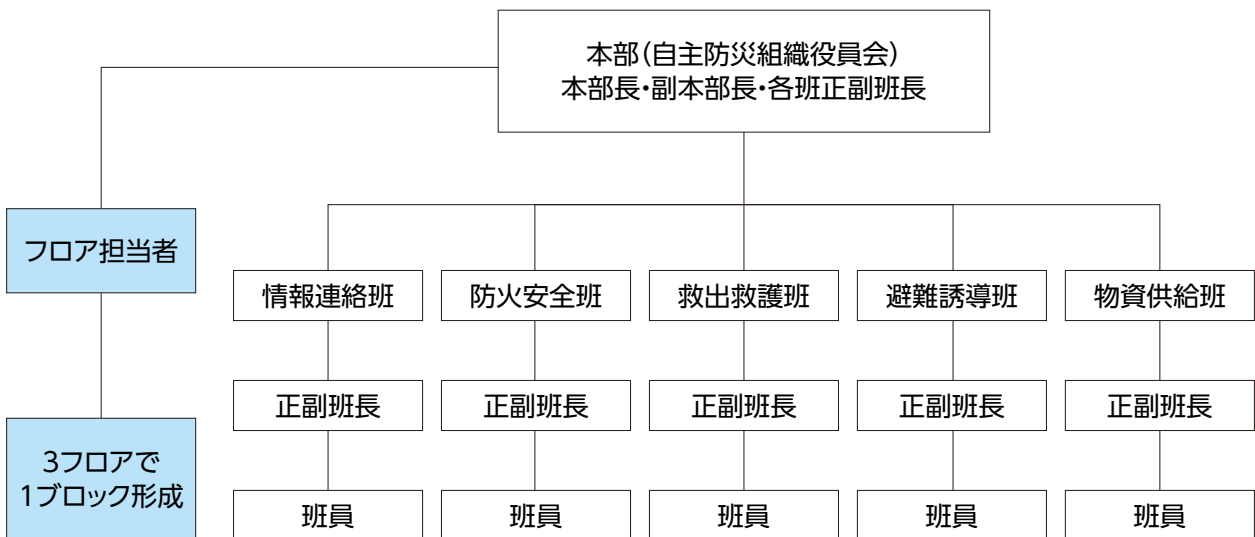 本部(自主防災組織役員会)
本部長・副本部長・各班正副班長
フロア担当者
3フロアで
1ブロック形成
情報連絡班
正副班長
班員
防火安全班
正副班長
班員
救出救護班
正副班長
班員
避難誘導班
正副班長
班員
物資供給班
正副班長
班員